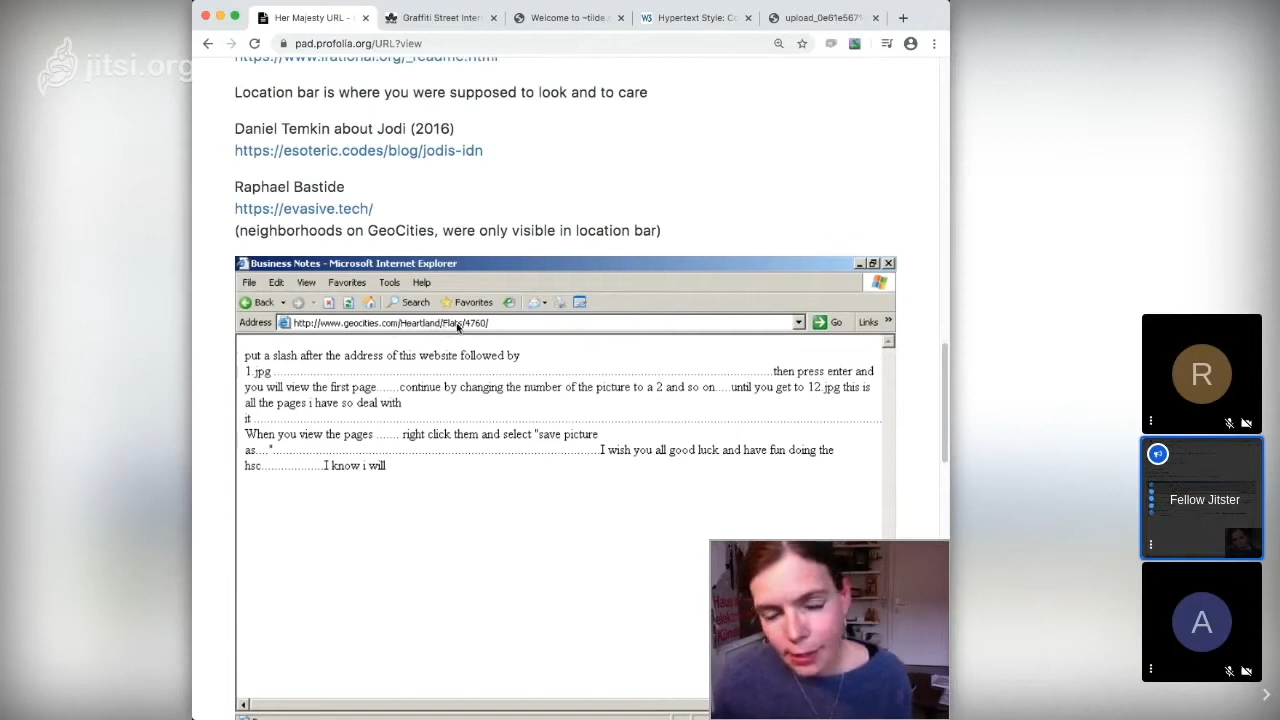 Her Majesty URL -
Graffiti Street Inter
Welcome to ~tilde.
Hypertext Style: Co
upload_0e61e5671
pad.profolia.org/URL?view
jitsi.org
https://www.irational.org/_readme.html
Location bar is where you were supposed to look and to care
Daniel Temkin about Jodi (2016)
https://esoteric.codes/blog/jodis-idn
Raphael Bastide
https://evasive.tech/
(neighborhoods on GeoCities, were only visible in location bar)
Business Notes - Microsoft Internet Explorer
File Edit View Favorites Tools Help
Back Search Favorites
Address http://www.geocities.com/Heartland/Flats/4760/ Go Links »
put a slash after the address of this website followed by
1.jpg ...............................................................................................................................then press enter and
you will view the first page.......continue by changing the number of the picture to a 2 and so on.....until you get to 12.jpg this is
all the pages i have so deal with
it ................................................................................................................................................................
When you view the pages ....... right click them and select "save picture
as...."..................................................................................I wish you all good luck and have fun doing the
hsc...................I know i will
R
Fellow Jitster
A